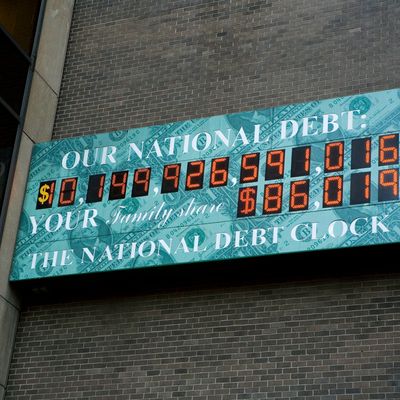 OUR NATIONAL DEBT:
$10,149,926,591,016
YOUR Family share $86,019
THE NATIONAL DEBT CLOCK